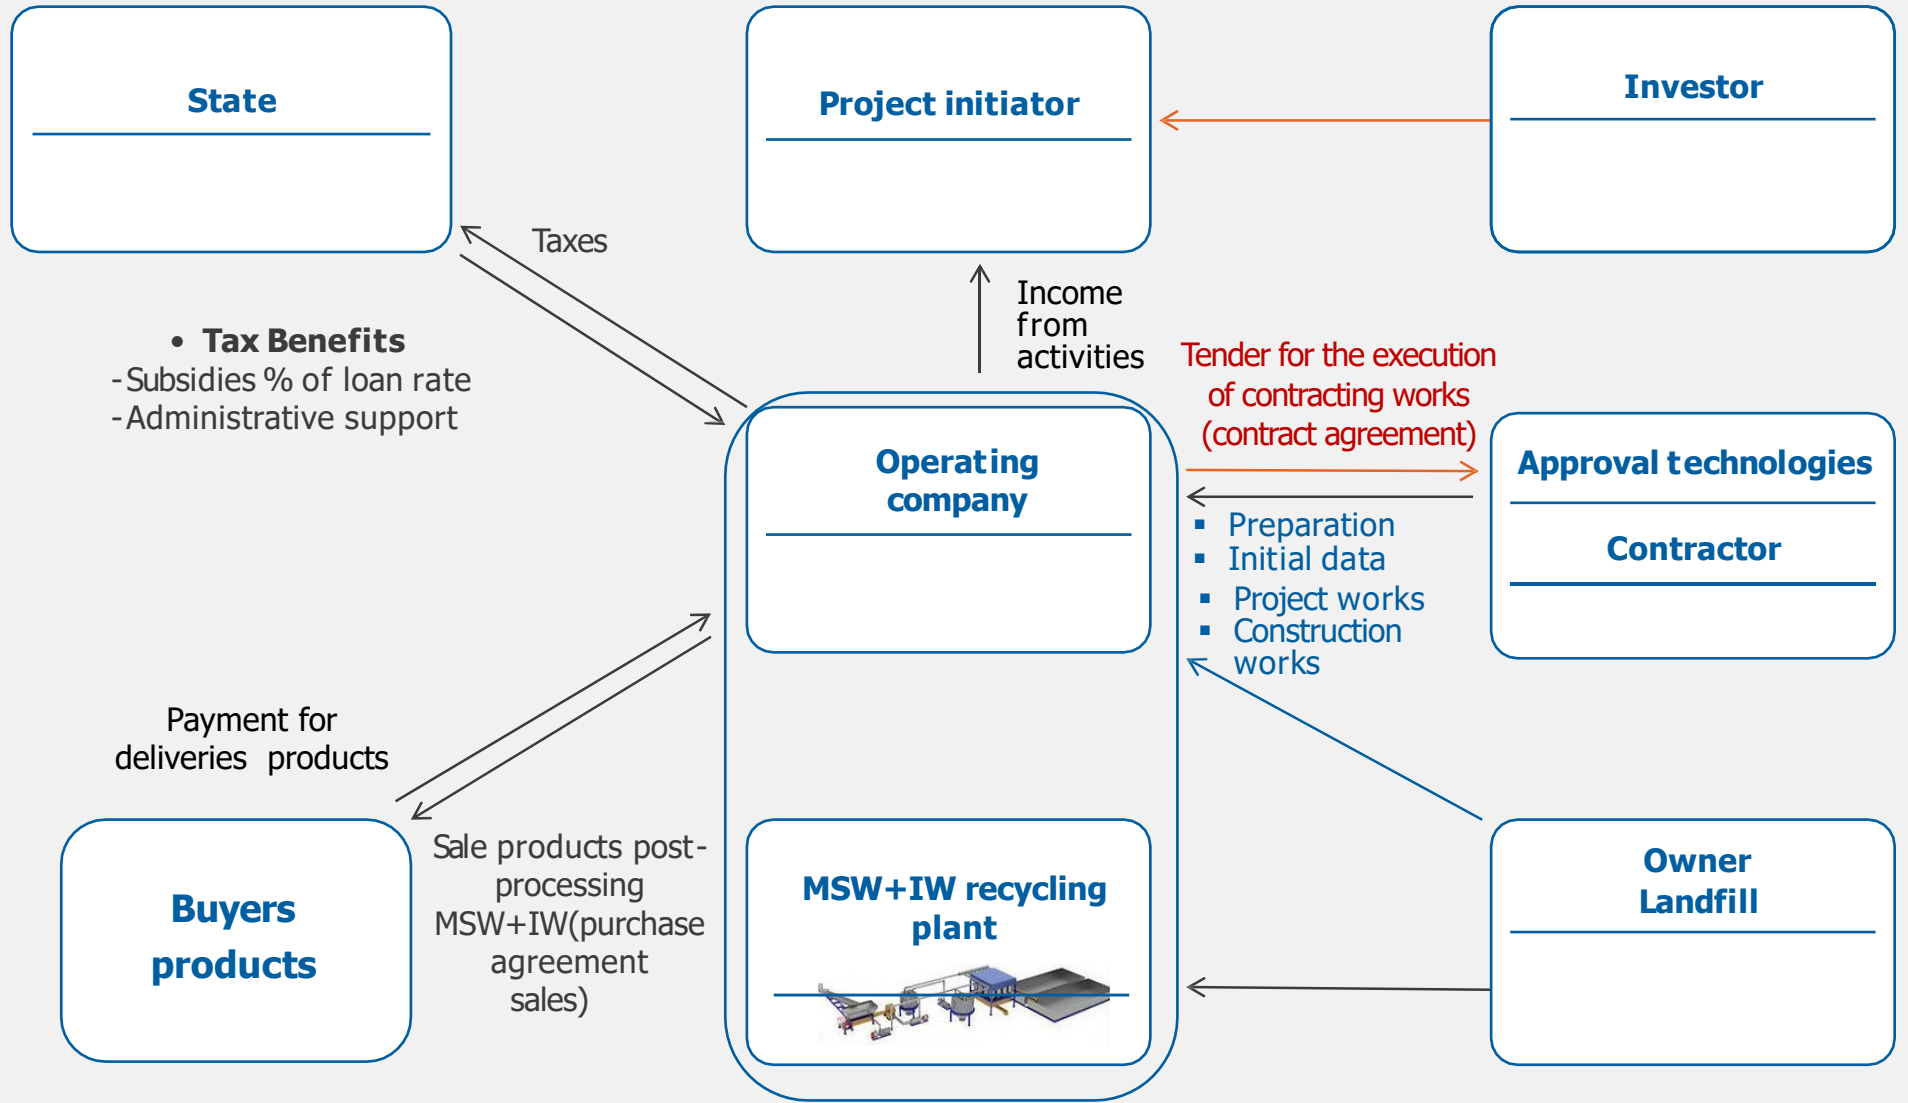 State
Project initiator
Investor
Taxes
Income
from
activities
• Tax Benefits
-Subsidies % of loan rate
-Administrative support
Tender for the execution
of contracting works
(contract agreement)
Operating
company
Approval technologies
Contractor
▪ Preparation
▪ Initial data
▪ Project works
▪ Construction
works
Payment for
deliveries products
Buyers
products
Sale products post-
processing
MSW+IW(purchase
agreement
sales)
MSW+IW recycling
plant
Owner
Landfill